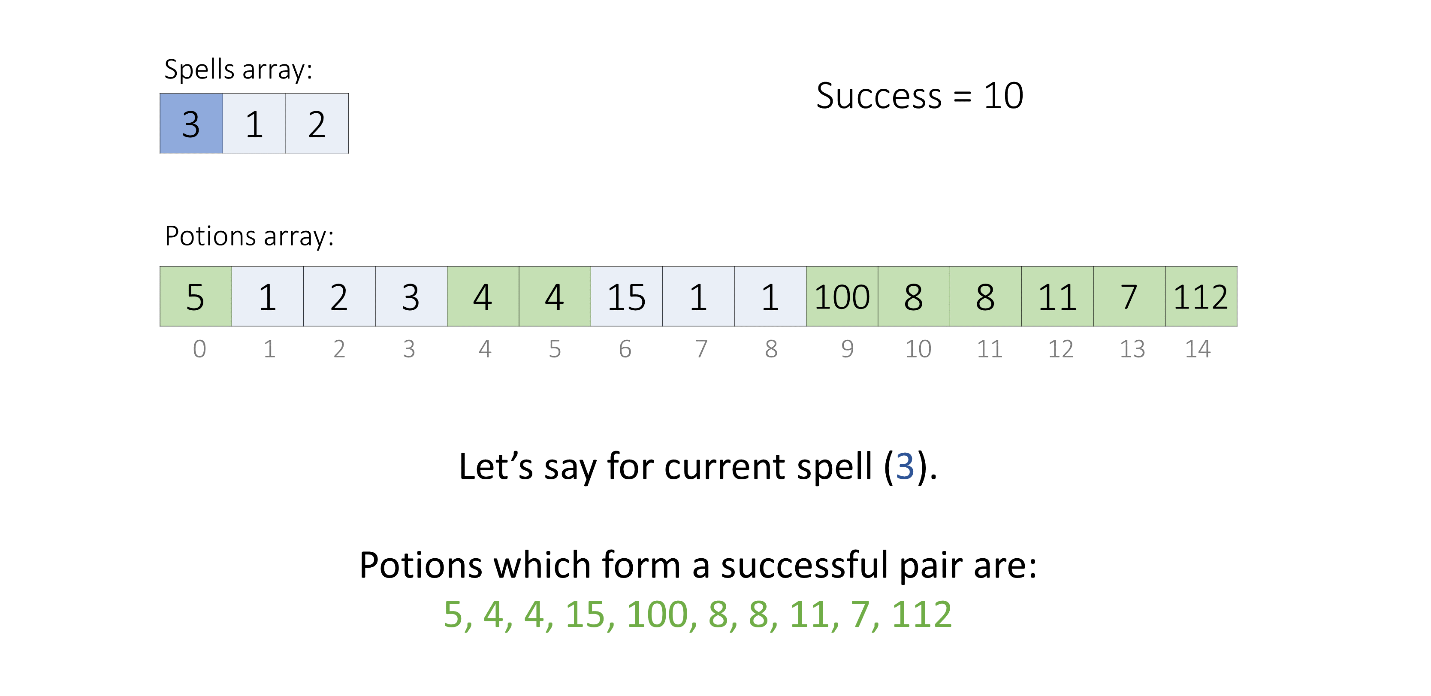 Spells array:
Success = 10
3 1 2
Potions array:
5 1 2 3 4 4 15 1 1 100 8 8 11 7 112
0 1 2 3 4 5 6 7 8 9 10 11 12 13 14
Let’s say for current spell (3).
Potions which form a successful pair are:
5, 4, 4, 15, 100, 8, 8, 11, 7, 112